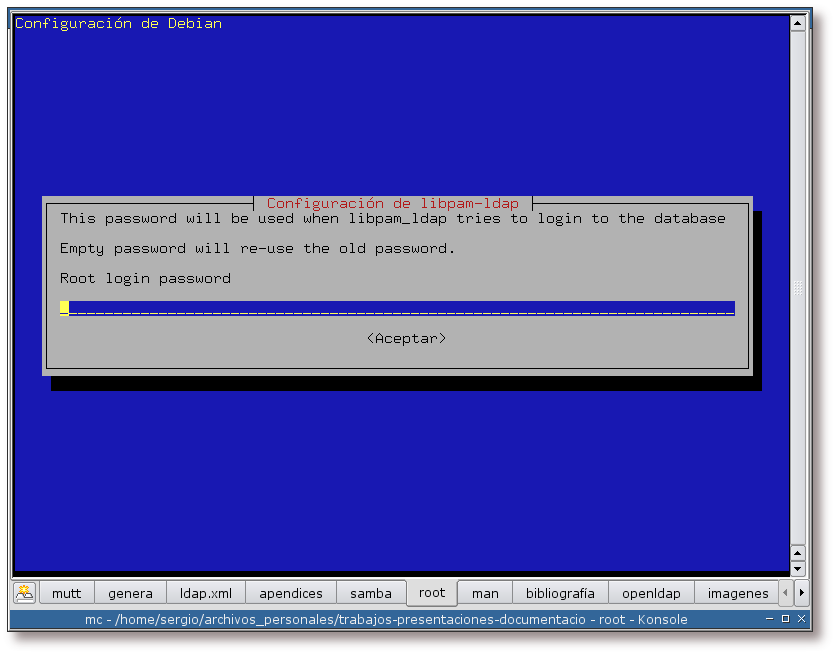 Configuración de Debian
Configuración de libpam-ldap
This password will be used when libpam_ldap tries to login to the database
Empty password will re-use the old password.
Root login password
<Aceptar>
mutt genera ldap.xml apendices samba root man bibliografía openldap imagenes
mc - /home/sergio/archivos_personales/trabajos-presentaciones-documentacio - root - Konsole